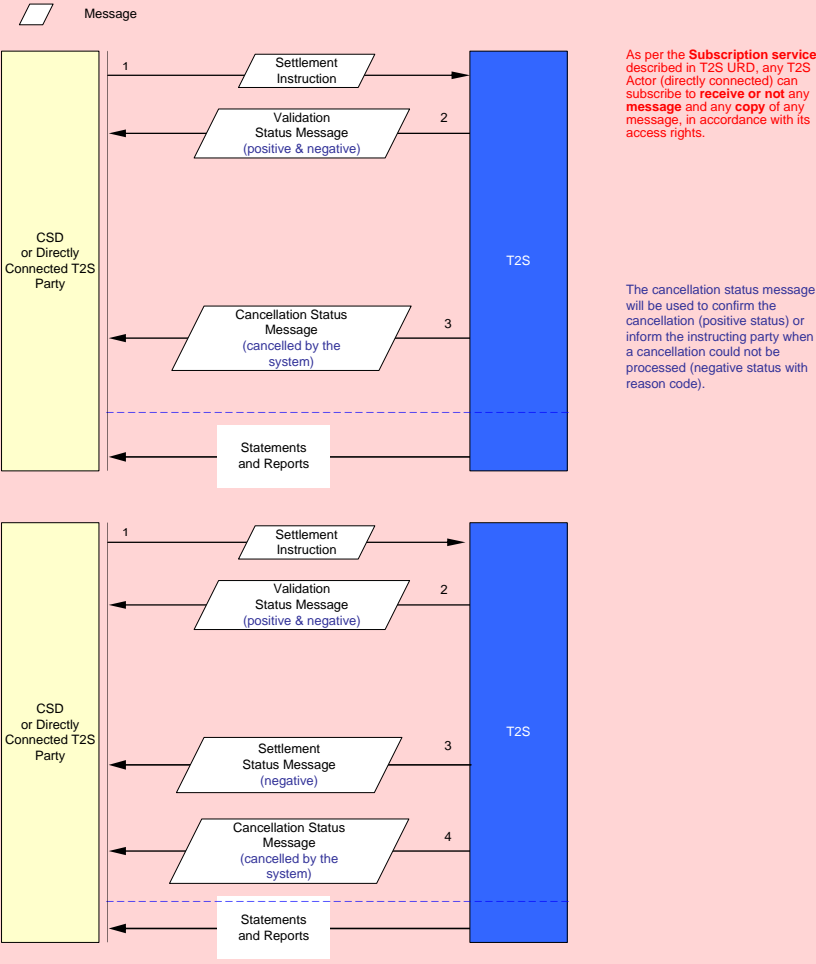 Message
1
Settlement
Instruction
As per the Subscription service
described in T2S URD, any T2S
Actor (directly connected) can
subscribe to receive or not any
message and any copy of any
message, in accordance with its
access rights.
Validation
Status Message
(positive & negative)
2
CSD
or Directly
Connected T2S
Party
T2S
The cancellation status message
will be used to confirm the
cancellation (positive status) or
inform the instructing party when
a cancellation could not be
processed (negative status with
reason code).
Cancellation Status
Message
(cancelled by the
system)
3
Statements
and Reports
1
Settlement
Instruction
Validation
Status Message
(positive & negative)
2
CSD
or Directly
Connected T2S
Party
T2S
Settlement
Status Message
(negative)
3
Cancellation Status
Message
(cancelled by the
system)
4
Statements
and Reports